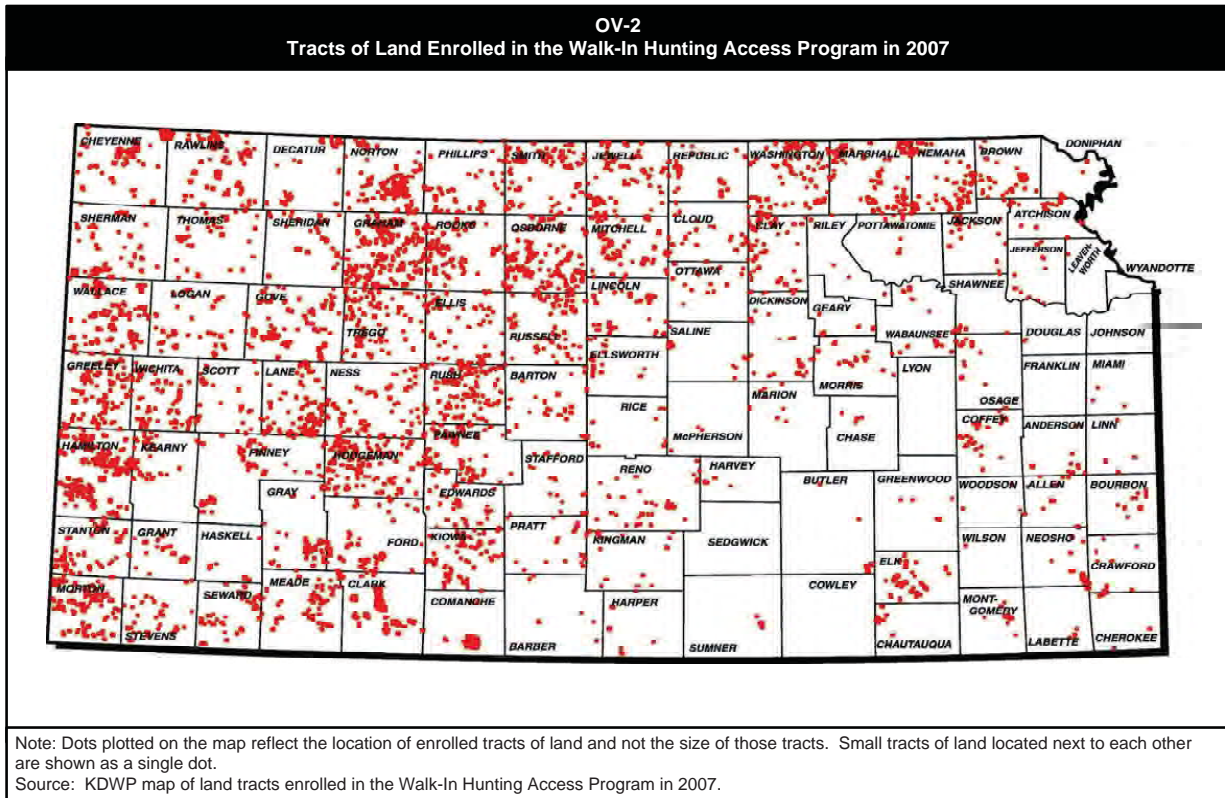 OV-2
Tracts of Land Enrolled in the Walk-In Hunting Access Program in 2007
CHEYENNE RAWLINS DECATUR NORTON PHILLIPS SMITH JEWELL REPUBLIC WASHINGTON MARSHALL NEMAHA BROWN DONIPHAN
SHERMAN THOMAS SHERIDAN GRAHAM ROOKS OSBORNE MITCHELL CLOUD CLAY RILEY POTTAWATOMIE JACKSON ATCHISON
JEFFERSON LEAVEN-
WORTH WYANDOTTE
WALLACE LOGAN GOVE TREGO ELLIS RUSSELL LINCOLN OTTAWA DICKINSON GEARY WABAUNSEE SHAWNEE DOUGLAS JOHNSON
SALINE
GREELEY WICHITA SCOTT LANE NESS RUSH BARTON ELLSWORTH MORRIS LYON OSAGE FRANKLIN MIAMI
RICE McPHERSON MARION CHASE COFFEY ANDERSON LINN
HAMILTON KEARNY FINNEY HODGEMAN PAWNEE STAFFORD RENO HARVEY BUTLER GREENWOOD WOODSON ALLEN BOURBON
GRAY EDWARDS
STANTON GRANT HASKELL FORD KIOWA PRATT KINGMAN SEDGWICK ELK WILSON NEOSHO CRAWFORD
MORTON STEVENS SEWARD MEADE CLARK COMANCHE BARBER HARPER SUMNER COWLEY CHAUTAUQUA MONT-
GOMERY LABETTE CHEROKEE
Note: Dots plotted on the map reflect the location of enrolled tracts of land and not the size of those tracts. Small tracts of land located next to each other
are shown as a single dot.
Source: KDWP map of land tracts enrolled in the Walk-In Hunting Access Program in 2007.